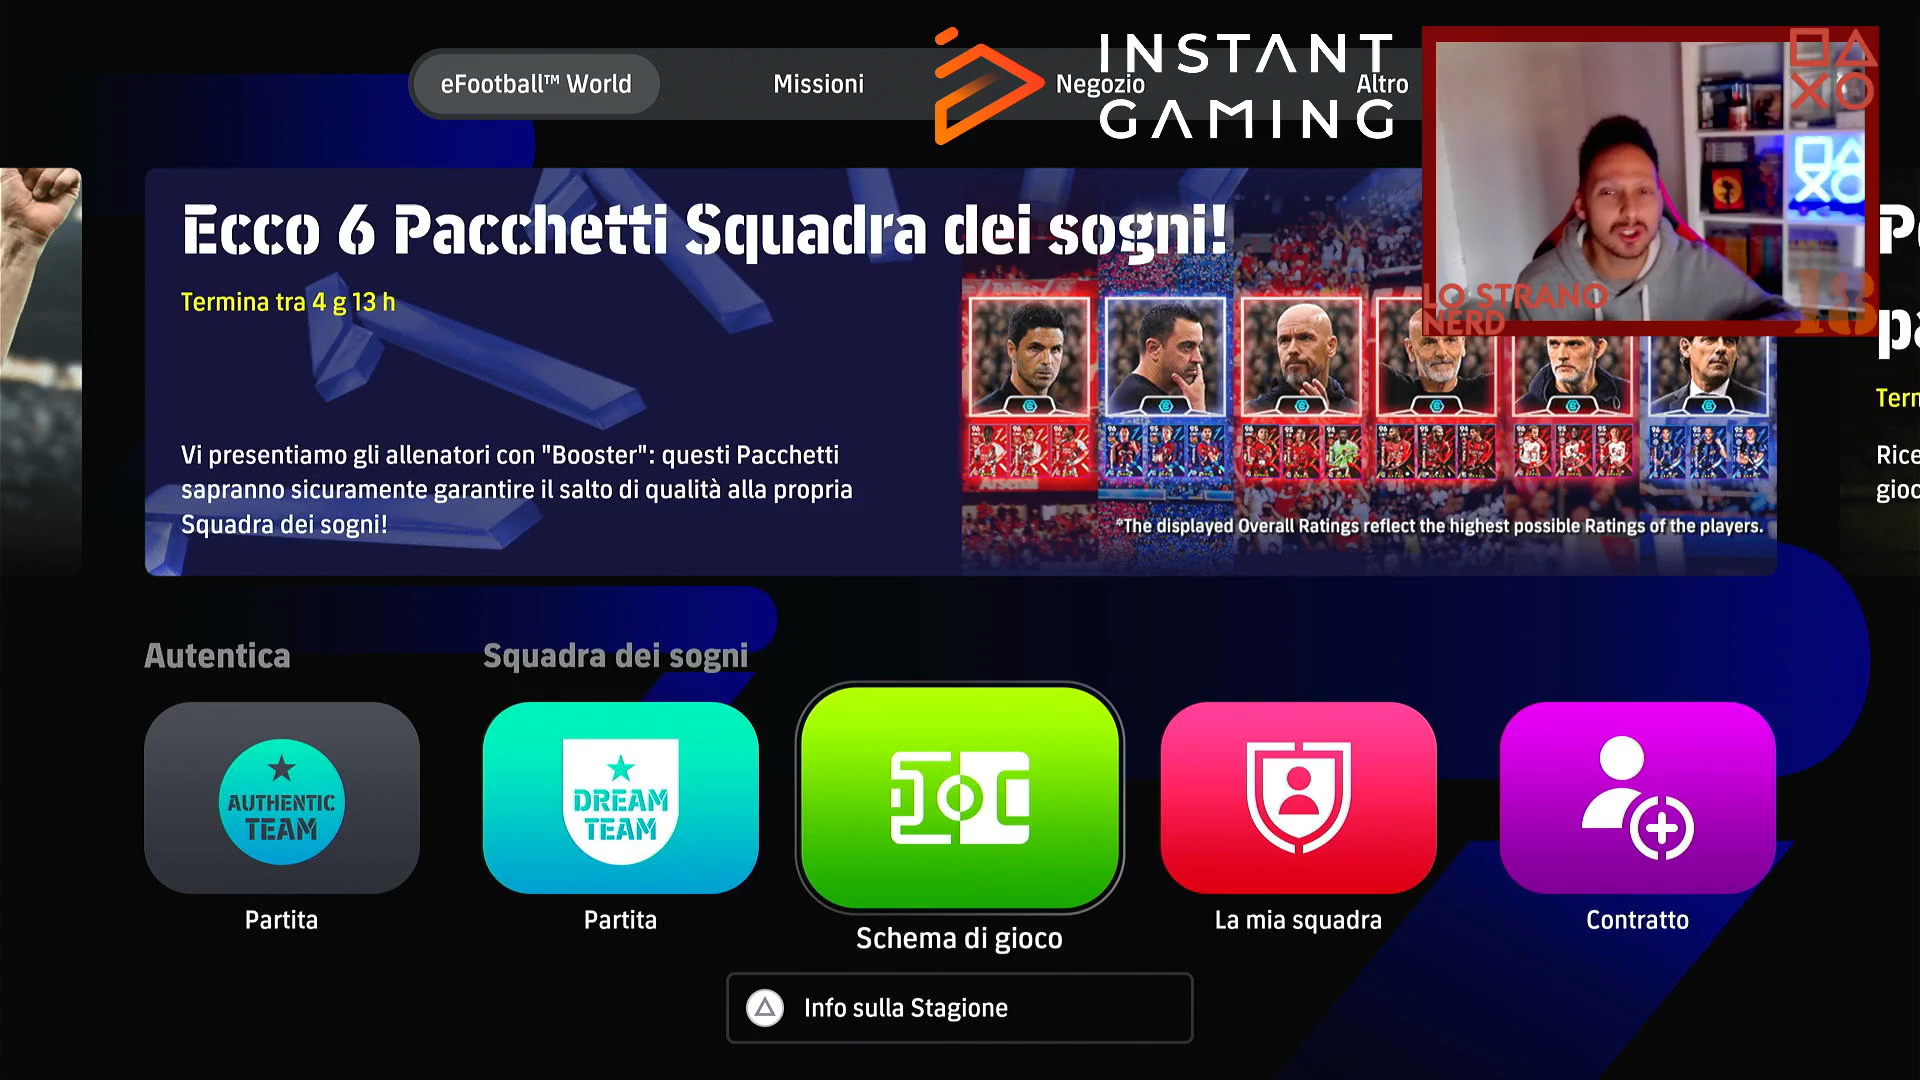 INSTANT
GAMING
eFootball™ World
Missioni
Negozio
Altro
Ecco 6 Pacchetti Squadra dei sogni!
Termina tra 4 g 13 h
Vi presentiamo gli allenatori con "Booster": questi Pacchetti
sapranno sicuramente garantire il salto di qualità alla propria
Squadra dei sogni!
*The displayed Overall Ratings reflect the highest possible Ratings of the players.
LO STRANO
NERD
18
Autentica
Squadra dei sogni
AUTHENTIC
TEAM
DREAM
TEAM
Partita
Partita
Schema di gioco
La mia squadra
Contratto
Info sulla Stagione